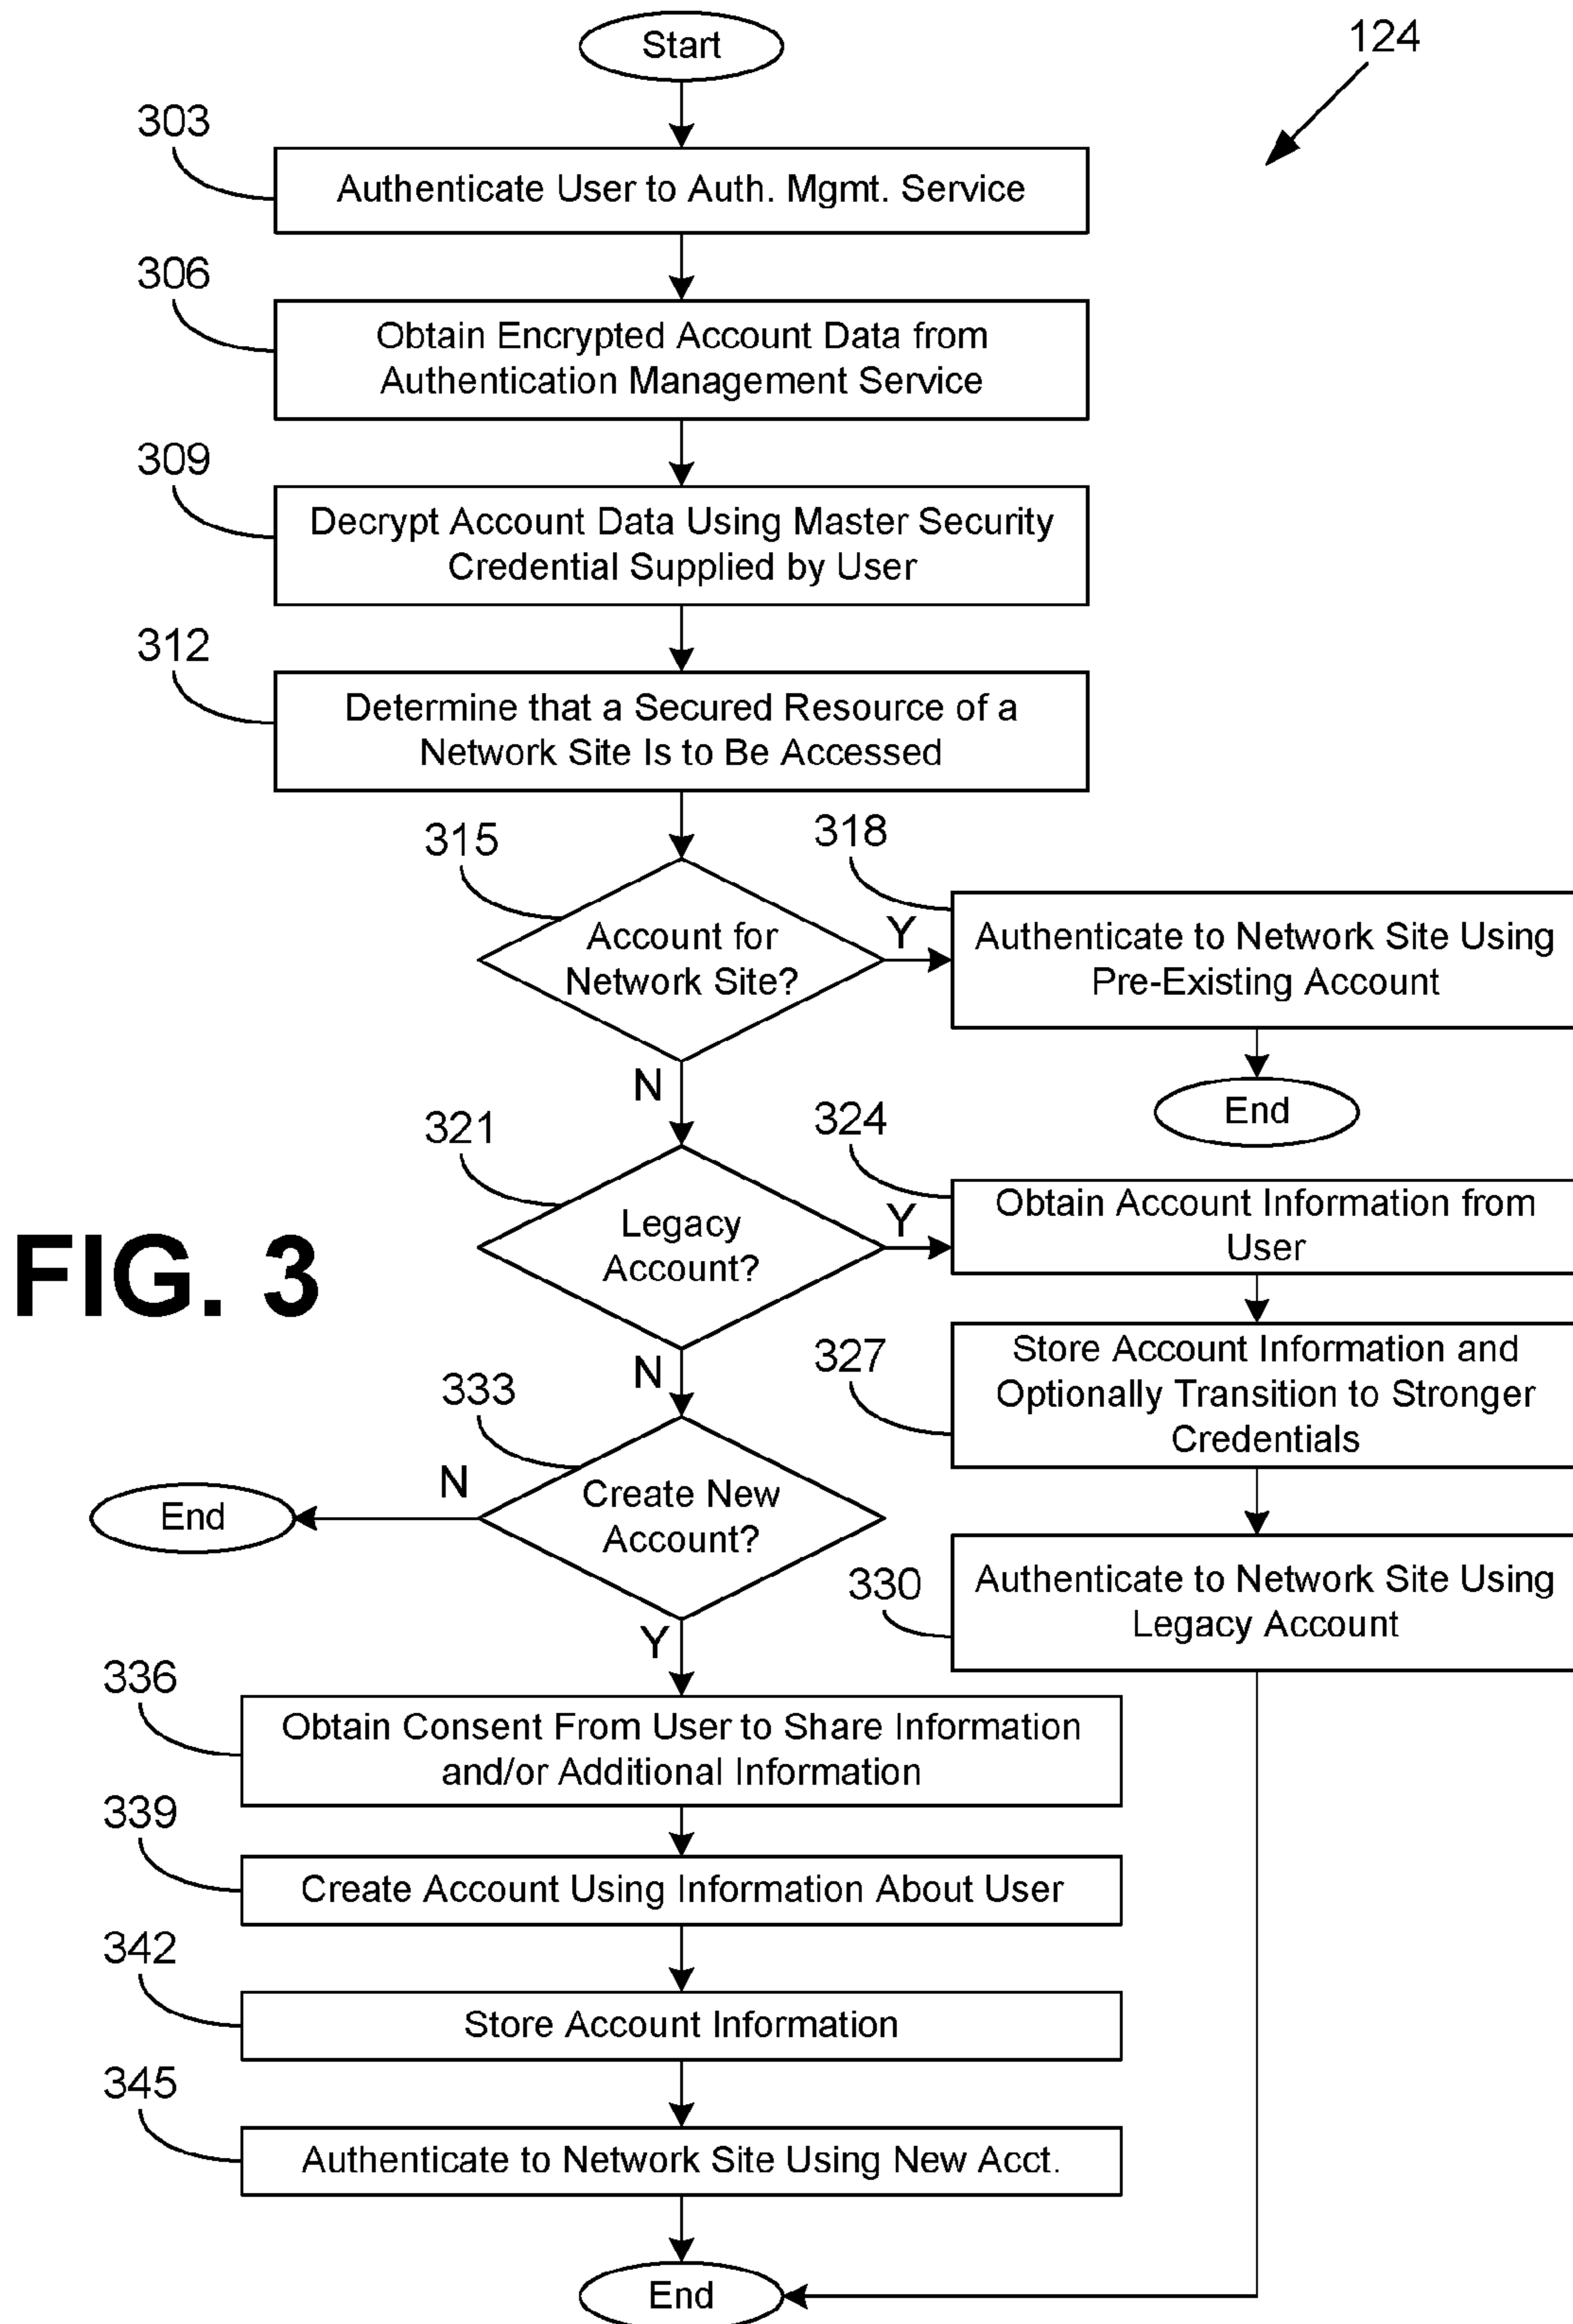 Start
124
303
Authenticate User to Auth. Mgmt. Service
306
Obtain Encrypted Account Data from
Authentication Management Service
309
Decrypt Account Data Using Master Security
Credential Supplied by User
312
Determine that a Secured Resource of a
Network Site Is to Be Accessed
315
Account for
Network Site?
Y
318
Authenticate to Network Site Using
Pre-Existing Account
End
N
321
Legacy
Account?
Y
324
Obtain Account Information from
User
327
Store Account Information and
Optionally Transition to Stronger
Credentials
330
Authenticate to Network Site Using
Legacy Account
FIG. 3
N
333
Create New
Account?
N
End
Y
336
Obtain Consent From User to Share Information
and/or Additional Information
339
Create Account Using Information About User
342
Store Account Information
345
Authenticate to Network Site Using New Acct.
End